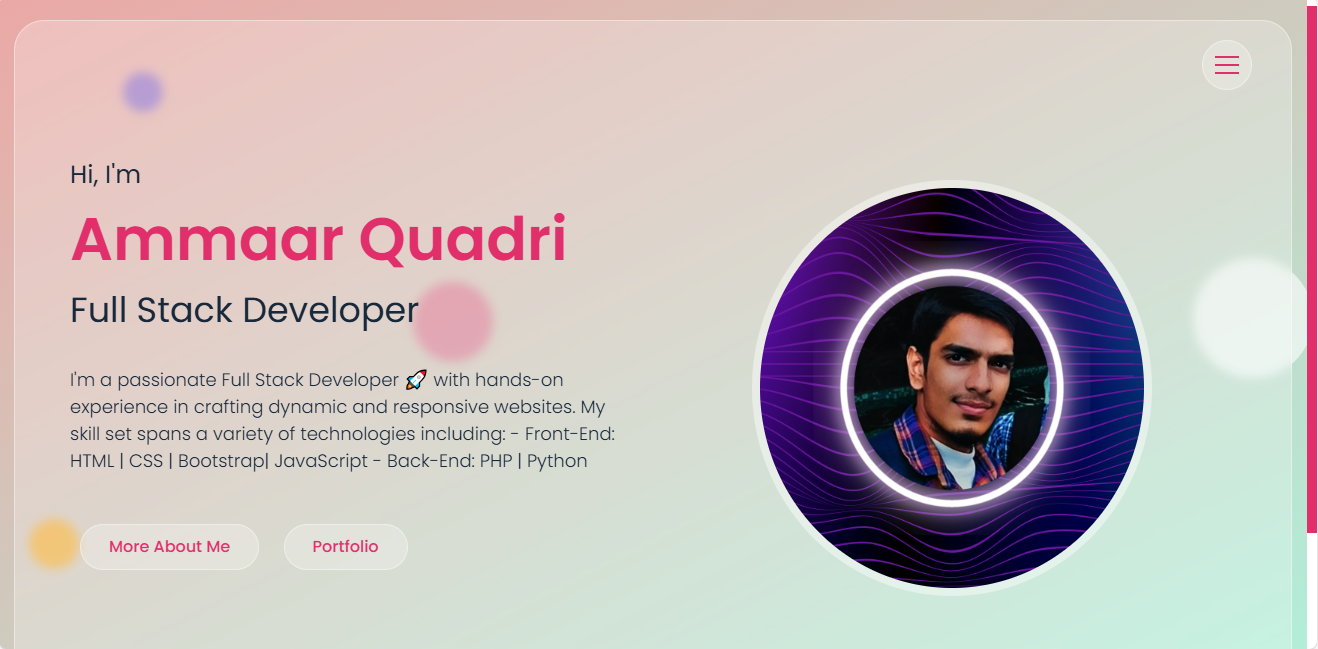 Hi, I'm
Ammaar Quadri
Full Stack Developer
I'm a passionate Full Stack Developer 🚀 with hands-on
experience in crafting dynamic and responsive websites. My
skill set spans a variety of technologies including: - Front-End:
HTML | CSS | Bootstrap| JavaScript - Back-End: PHP | Python
More About Me
Portfolio